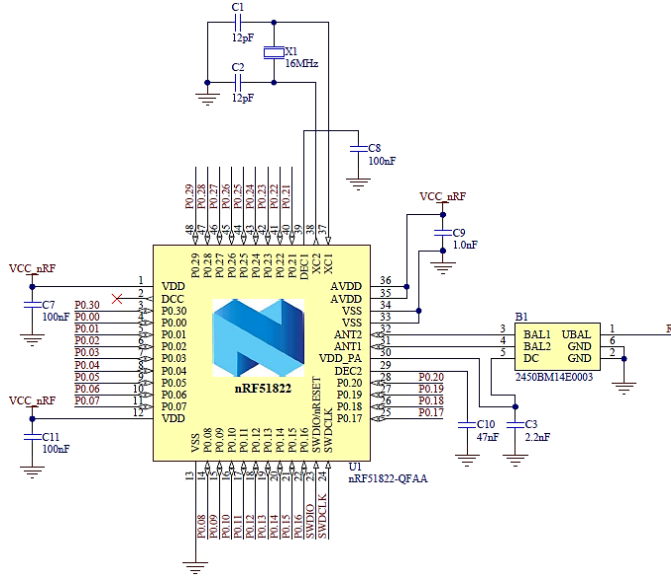 C1
12pF
X1
16MHz
C2
12pF
C8
100nF
P0.29
P0.28
P0.27
P0.26
P0.25
P0.24
P0.23
P0.22
P0.21
48
47
46
45
44
43
42
41
40
39
38
37
VCC_nRF
C9
1.0nF
P0.29
P0.28
P0.27
P0.26
P0.25
P0.24
P0.23
P0.22
P0.21
DEC1
XC2
XC1
VCC_nRF
C7
100nF
1 VDD
2 DCC
P0.30 3 P0.30
P0.00 4 P0.00
P0.01 5 P0.01
P0.02 6 P0.02
P0.03 7 P0.03
P0.04 8 P0.04
P0.05 9 P0.05
P0.06 10 P0.06
P0.07 11 P0.07
12 VDD
VCC_nRF
C11
100nF
nRF51822
AVDD 36
AVDD 35
VSS 34
VSS 33
ANT2 32
ANT1 31
VDD_PA 30
DEC2 29
P0.20 28 P0.20
P0.19 27 P0.19
P0.18 26 P0.18
P0.17 25 P0.17
B1
3 BAL1 UBAL 1
4 BAL2 GND 6
5 DC GND 2
2450BM14E0003
C10
47nF
C3
2.2nF
VSS
P0.08
P0.09
P0.10
P0.11
P0.12
P0.13
P0.14
P0.15
P0.16
SWDIO/nRESET
SWDCLK
U1
nRF51822-QFAA
13
14
15
16
17
18
19
20
21
22
23
24
P0.08
P0.09
P0.10
P0.11
P0.12
P0.13
P0.14
P0.15
P0.16
SWDIO
SWDCLK